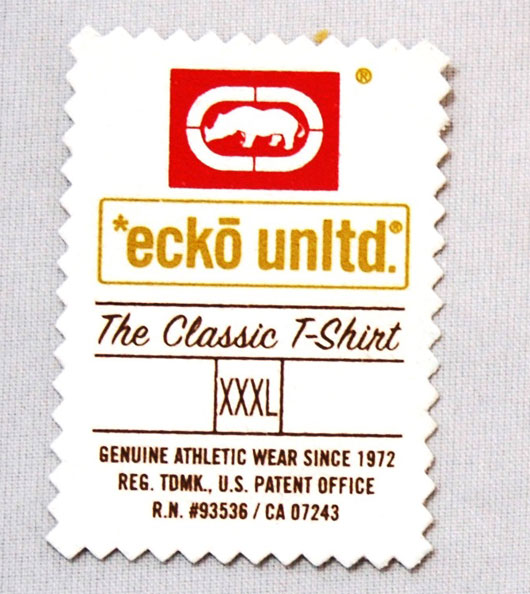 ®
*eckō unltd.®
The Classic T-Shirt
XXXL
GENUINE ATHLETIC WEAR SINCE 1972
REG. TDMK., U.S. PATENT OFFICE
R.N. #93536 / CA 07243